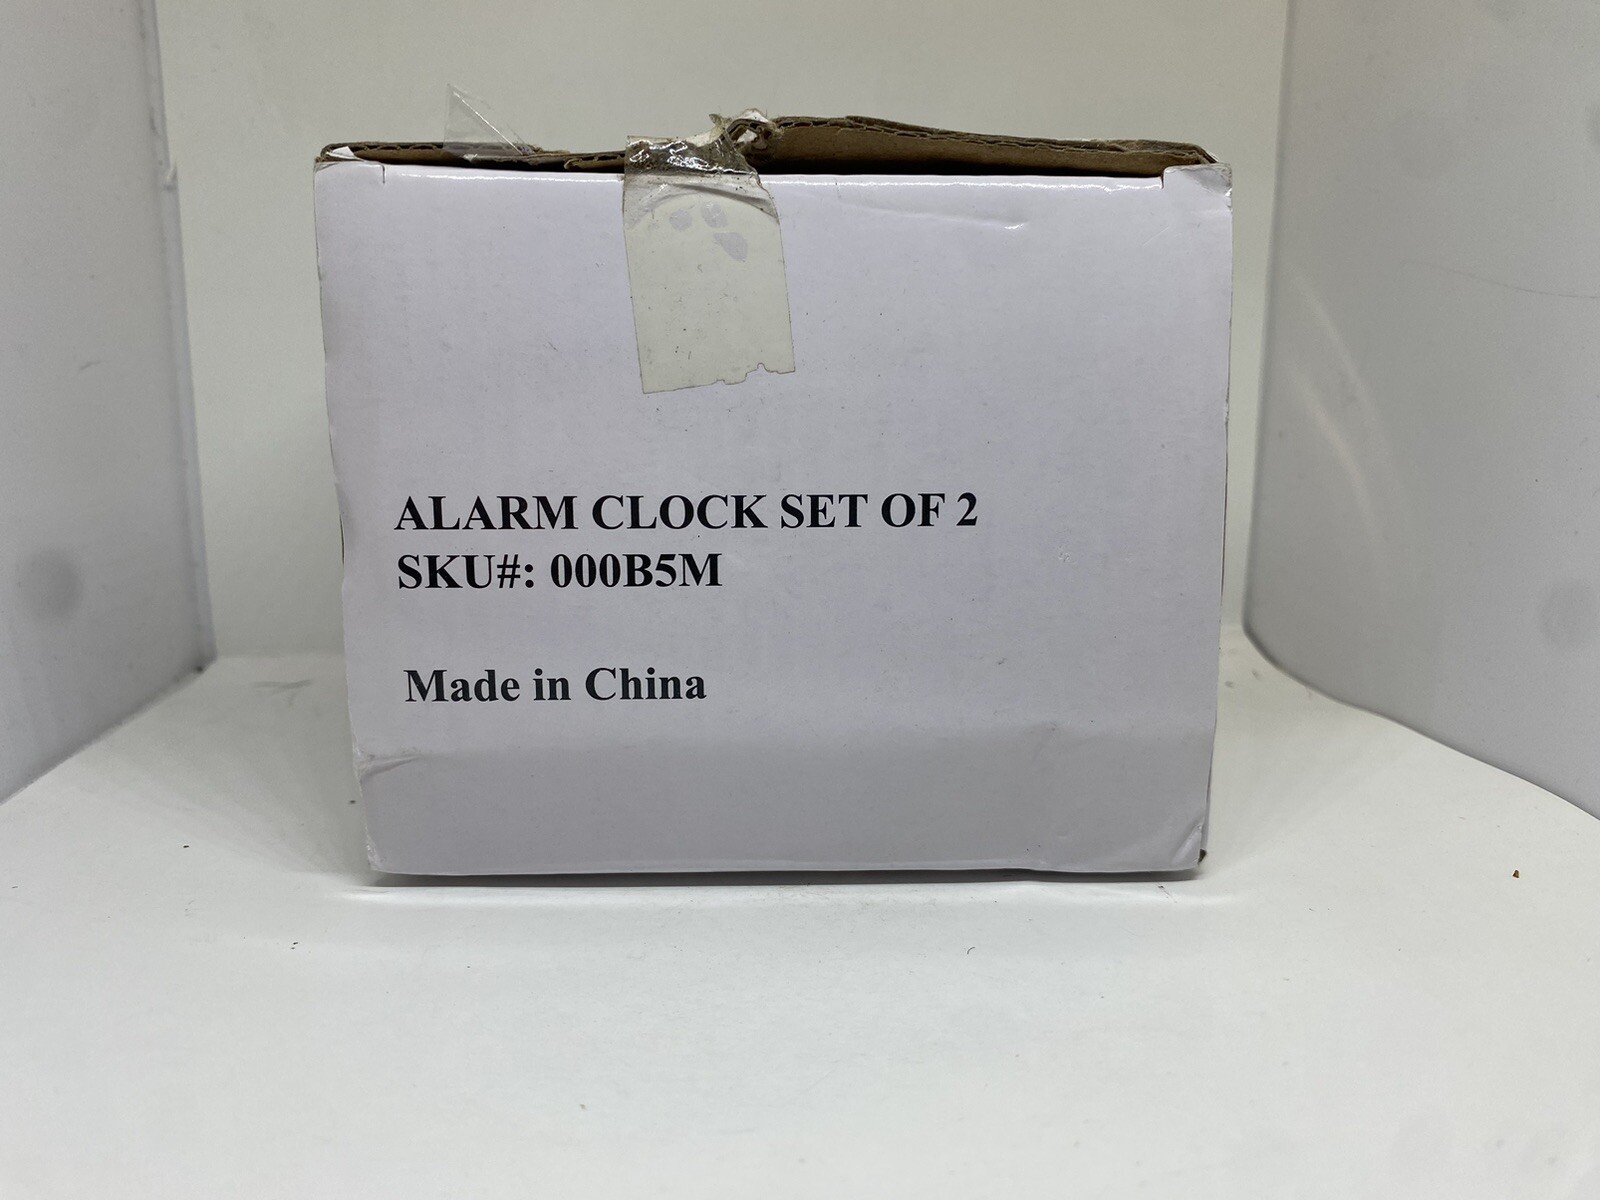 ALARM CLOCK SET OF 2
SKU#: 000B5M
Made in China